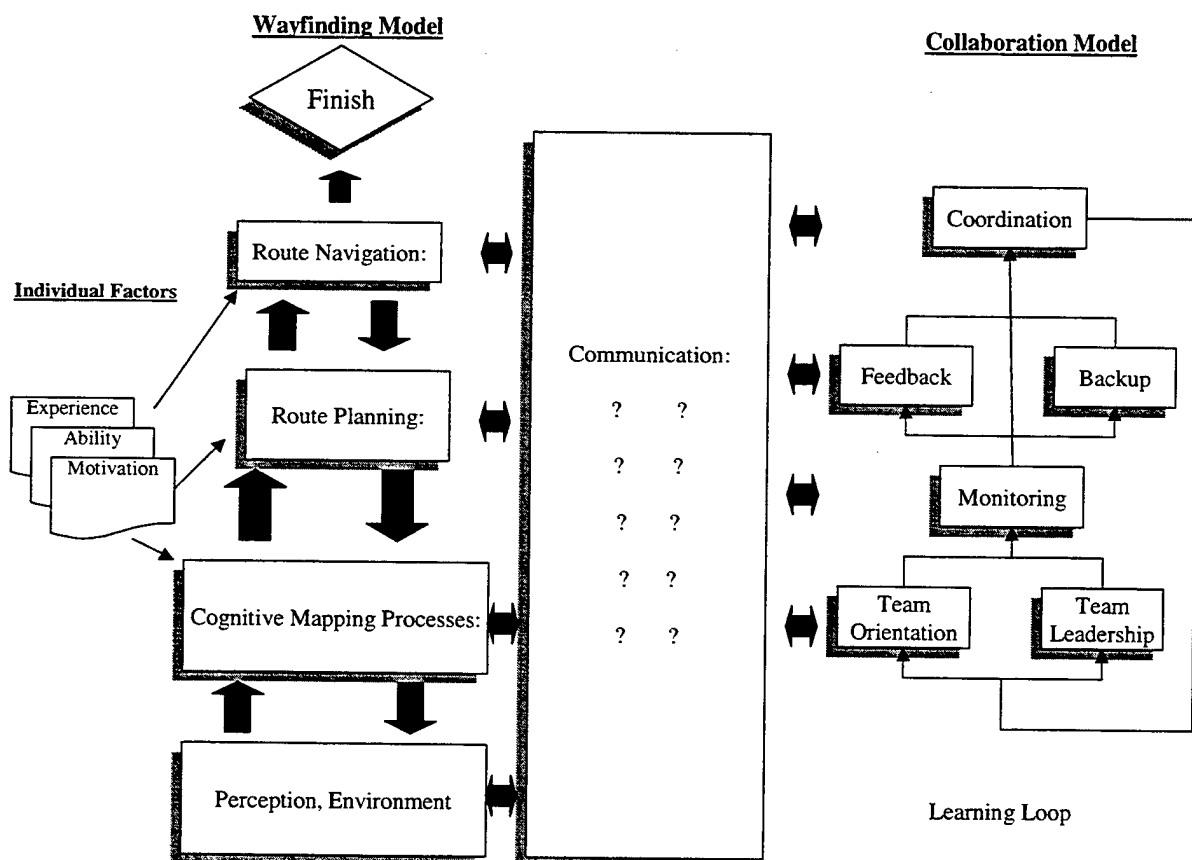 Wayfinding Model
Collaboration Model
Finish
Coordination
Route Navigation:
Individual Factors
Communication:
Feedback
Backup
Experience
Ability
Motivation
Route Planning:
? ?
? ?
? ?
? ?
? ?
Monitoring
Cognitive Mapping Processes:
Team
Orientation
Team
Leadership
Perception, Environment
Learning Loop